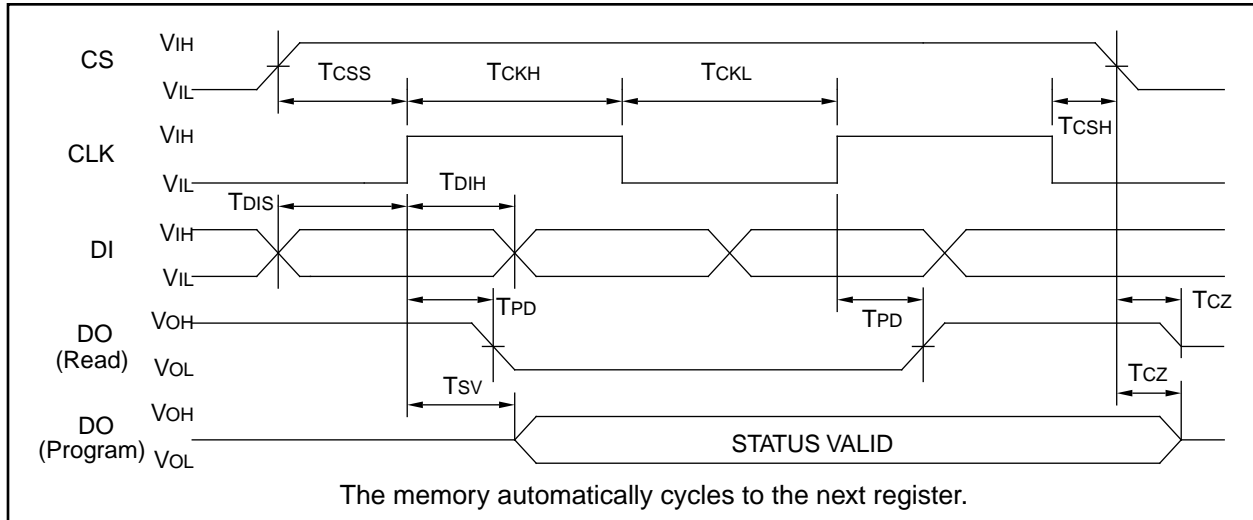 CS
VIH
VIL
TCSS
TCKH
TCKL
TCSH
CLK
VIH
VIL
TDIS
TDIH
DI
VIH
VIL
TPD
TPD
TCZ
DO
(Read)
VOH
VOL
TSV
TCZ
DO
(Program)
VOH
VOL
STATUS VALID
The memory automatically cycles to the next register.